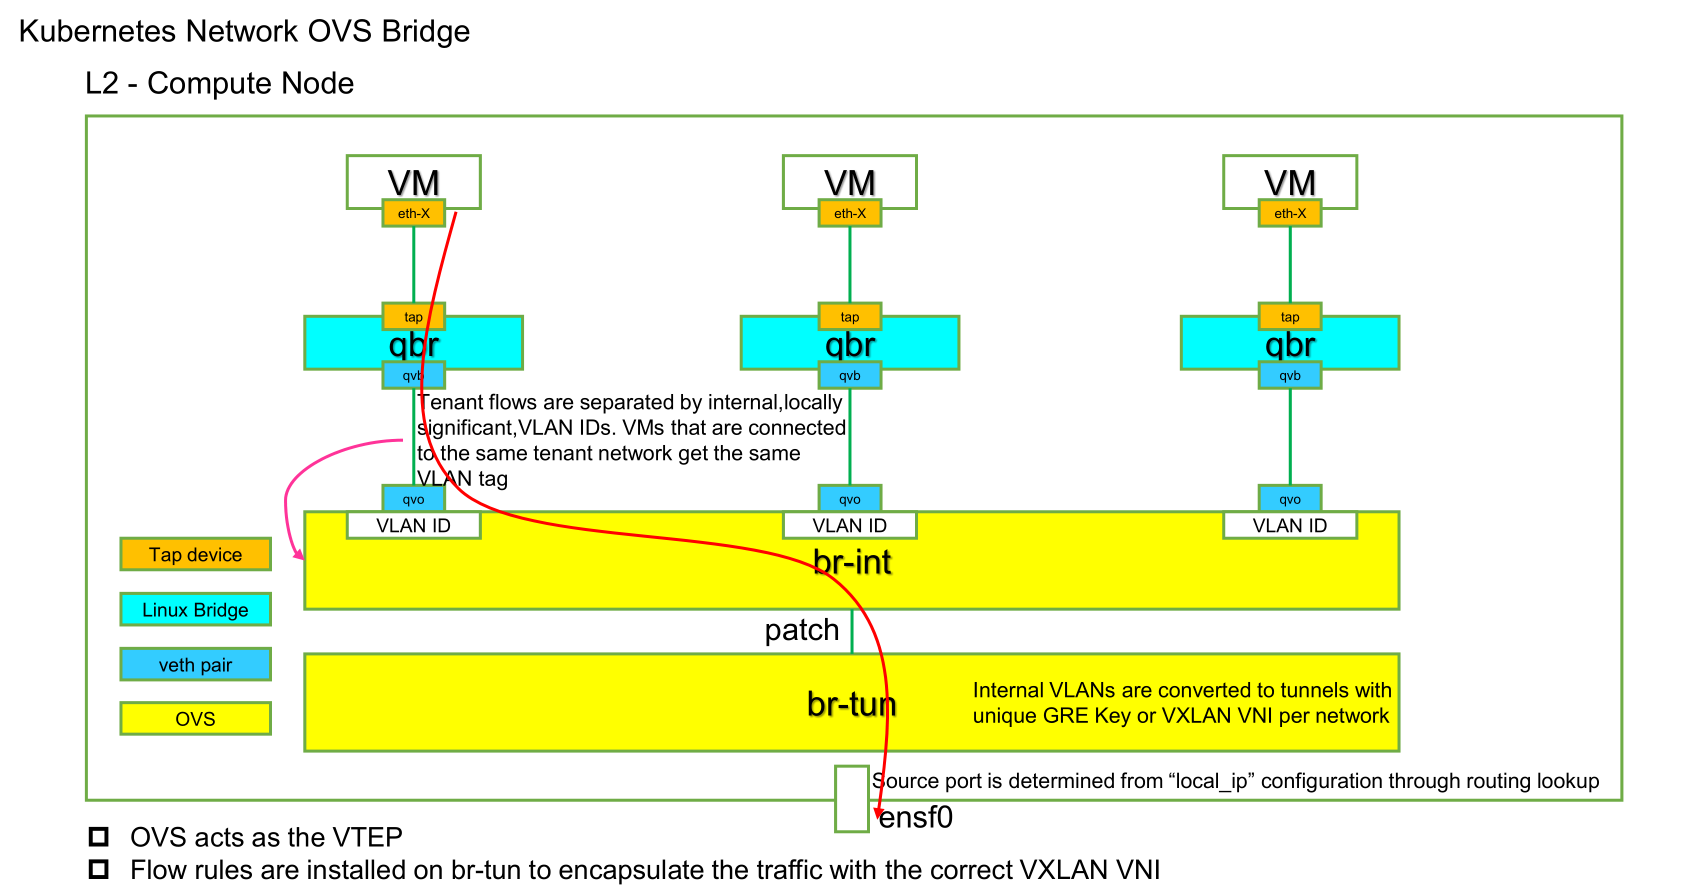 Kubernetes Network OVS Bridge
L2 - Compute Node
VM
VM
VM
eth-X
eth-X
eth-X
tap
tap
tap
qbr
qbr
qbr
qvb
qvb
qvb
Tenant flows are separated by internal,locally
significant,VLAN IDs. VMs that are connected
to the same tenant network get the same
VLAN tag
qvo
qvo
qvo
VLAN ID
VLAN ID
VLAN ID
br-int
Tap device
Linux Bridge
veth pair
OVS
patch
br-tun
Internal VLANs are converted to tunnels with
unique GRE Key or VXLAN VNI per network
Source port is determined from “local_ip” configuration through routing lookup
ensf0
OVS acts as the VTEP
Flow rules are installed on br-tun to encapsulate the traffic with the correct VXLAN VNI